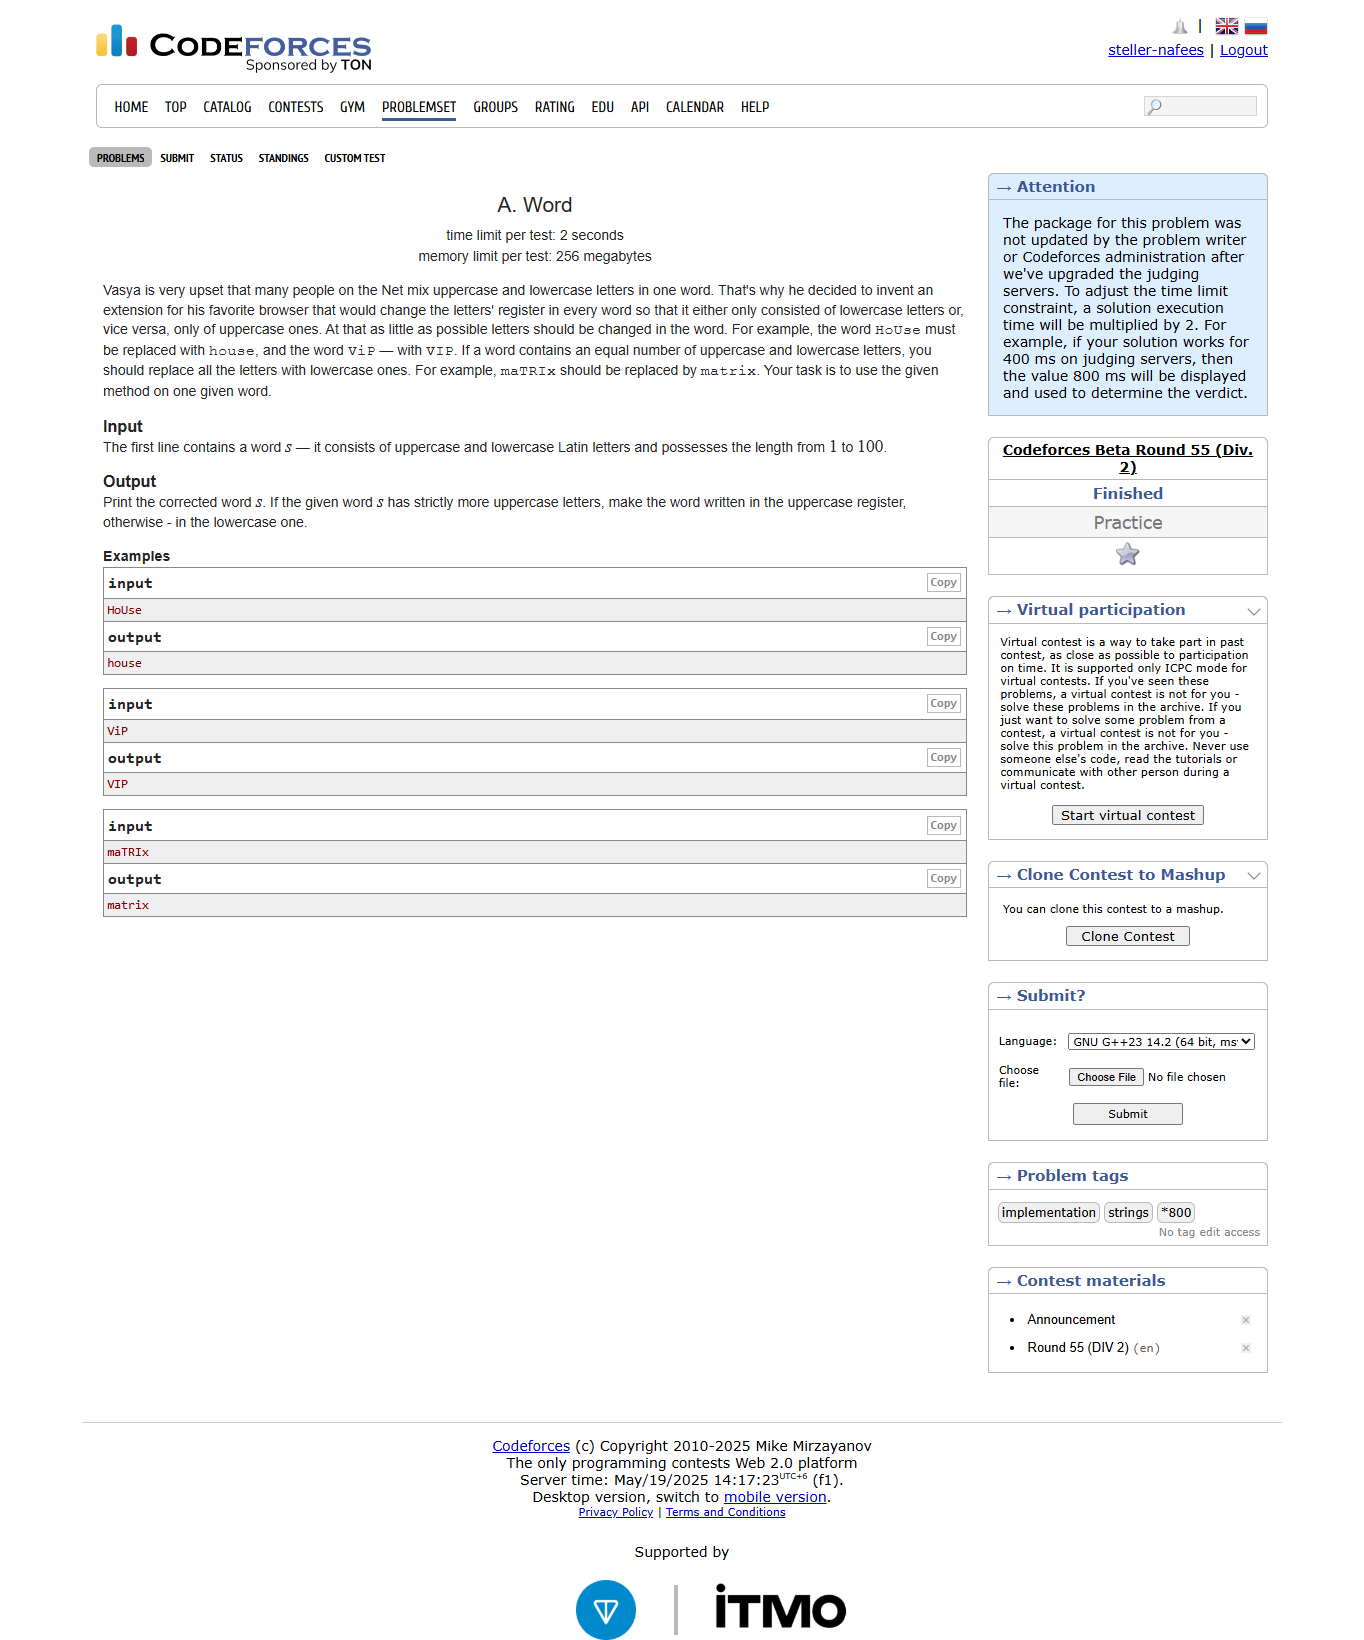 CODEFORCES
Sponsored by TON
|
steller-nafees | Logout
HOME TOP CATALOG CONTESTS GYM PROBLEMSET GROUPS RATING EDU API CALENDAR HELP
PROBLEMS SUBMIT STATUS STANDINGS CUSTOM TEST
A. Word
time limit per test: 2 seconds
memory limit per test: 256 megabytes
Vasya is very upset that many people on the Net mix uppercase and lowercase letters in one word. That's why he decided to invent an
extension for his favorite browser that would change the letters' register in every word so that it either only consisted of lowercase letters or,
vice versa, only of uppercase ones. At that as little as possible letters should be changed in the word. For example, the word HoUse must
be replaced with house, and the word ViP — with VIP. If a word contains an equal number of uppercase and lowercase letters, you
should replace all the letters with lowercase ones. For example, maTRIx should be replaced by matrix. Your task is to use the given
method on one given word.
Input
The first line contains a word s — it consists of uppercase and lowercase Latin letters and possesses the length from 1 to 100.
Output
Print the corrected word s. If the given word s has strictly more uppercase letters, make the word written in the uppercase register,
otherwise - in the lowercase one.
Examples
input Copy
HoUse
output Copy
house
input Copy
ViP
output Copy
VIP
input Copy
maTRIx
output Copy
matrix
→ Attention
The package for this problem was
not updated by the problem writer
or Codeforces administration after
we've upgraded the judging
servers. To adjust the time limit
constraint, a solution execution
time will be multiplied by 2. For
example, if your solution works for
400 ms on judging servers, then
the value 800 ms will be displayed
and used to determine the verdict.
Codeforces Beta Round 55 (Div.
2)
Finished
Practice
→ Virtual participation
Virtual contest is a way to take part in past
contest, as close as possible to participation
on time. It is supported only ICPC mode for
virtual contests. If you've seen these
problems, a virtual contest is not for you -
solve these problems in the archive. If you
just want to solve some problem from a
contest, a virtual contest is not for you -
solve this problem in the archive. Never use
someone else's code, read the tutorials or
communicate with other person during a
virtual contest.
Start virtual contest
→ Clone Contest to Mashup
You can clone this contest to a mashup.
Clone Contest
→ Submit?
Language: GNU G++23 14.2 (64 bit, ms
Choose
file: Choose File No file chosen
Submit
→ Problem tags
implementation strings *800
No tag edit access
→ Contest materials
• Announcement ×
• Round 55 (DIV 2) (en) ×
Codeforces (c) Copyright 2010-2025 Mike Mirzayanov
The only programming contests Web 2.0 platform
Server time: May/19/2025 14:17:23UTC+6 (f1).
Desktop version, switch to mobile version.
Privacy Policy | Terms and Conditions
Supported by
iTMO